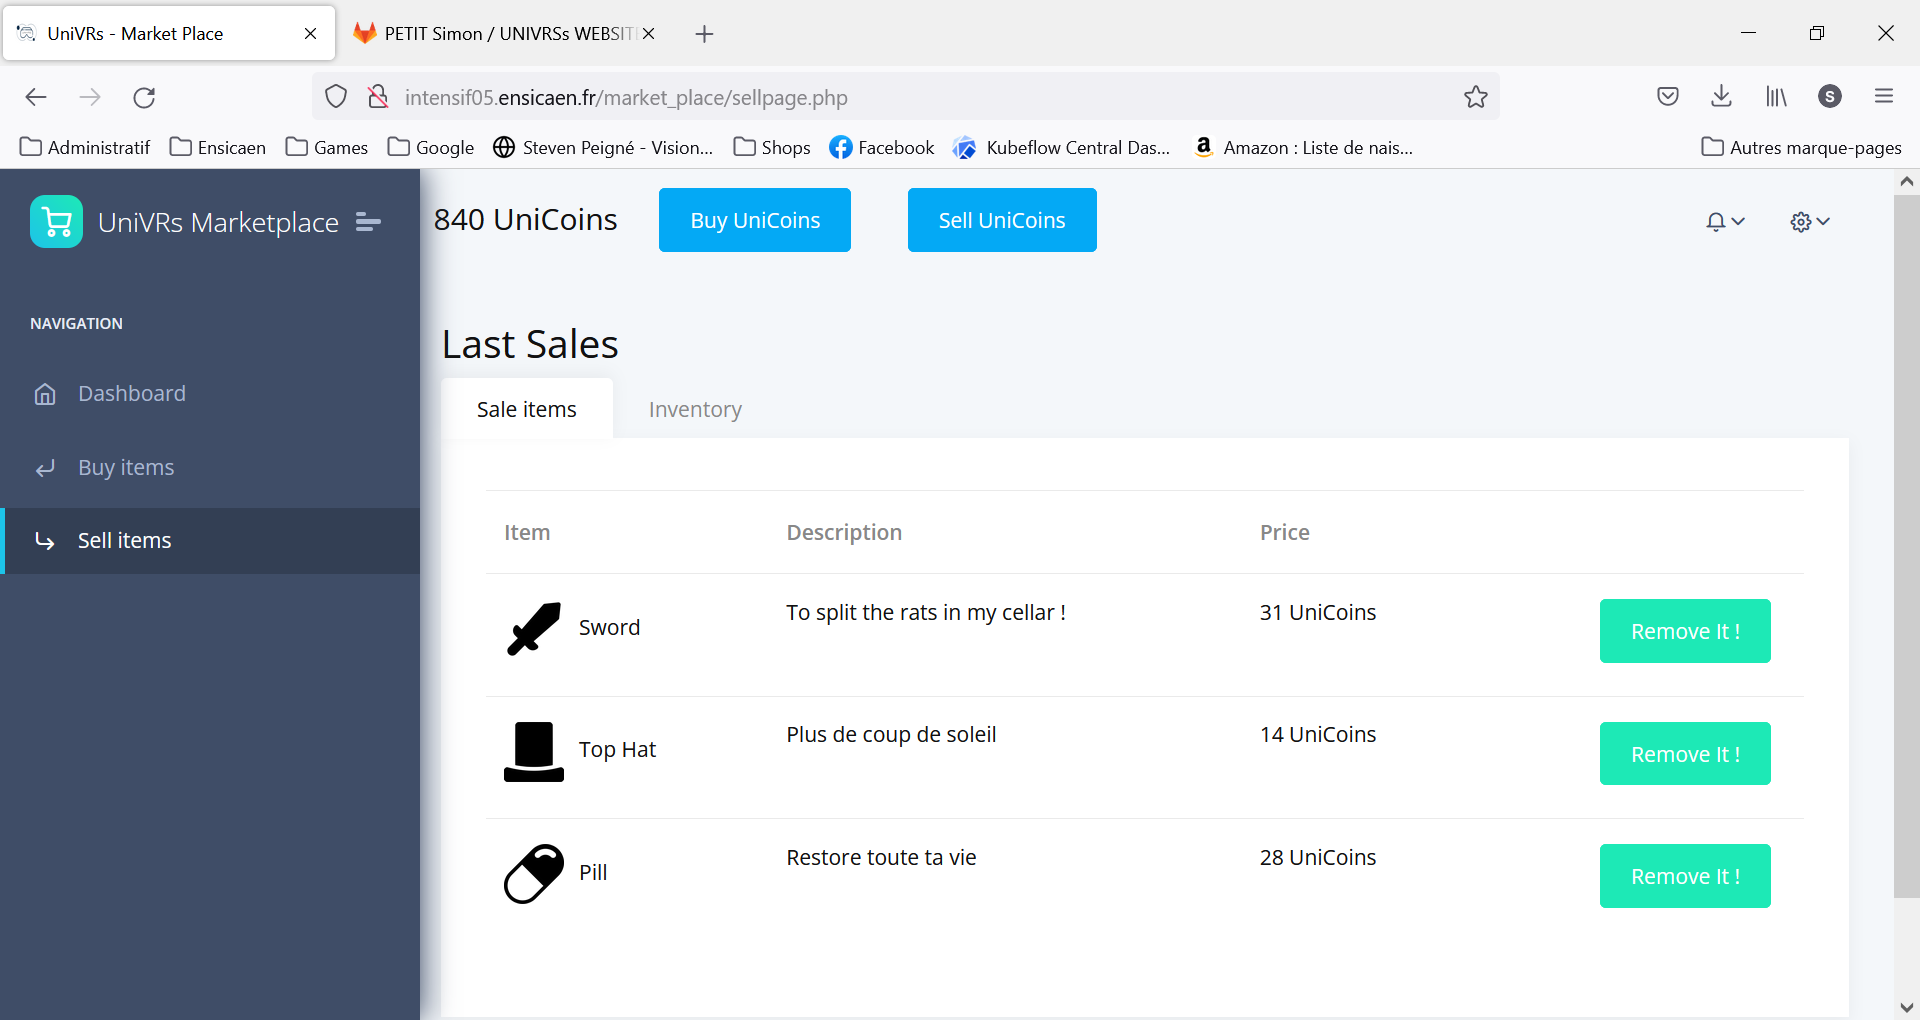 UniVRs - Market Place
PETIT Simon / UNIVRSs WEBSIT
intensif05.ensicaen.fr/market_place/sellpage.php
S
Administratif Ensicaen Games Google Steven Peigné - Vision... Shops Facebook Kubeflow Central Das... Amazon : Liste de nais... Autres marque-pages
UniVRs Marketplace
840 UniCoins Buy UniCoins Sell UniCoins
NAVIGATION
Dashboard
Buy items
Sell items
Last Sales
Sale items Inventory
Item Description Price
Sword To split the rats in my cellar ! 31 UniCoins Remove It !
Top Hat Plus de coup de soleil 14 UniCoins Remove It !
Pill Restore toute ta vie 28 UniCoins Remove It !